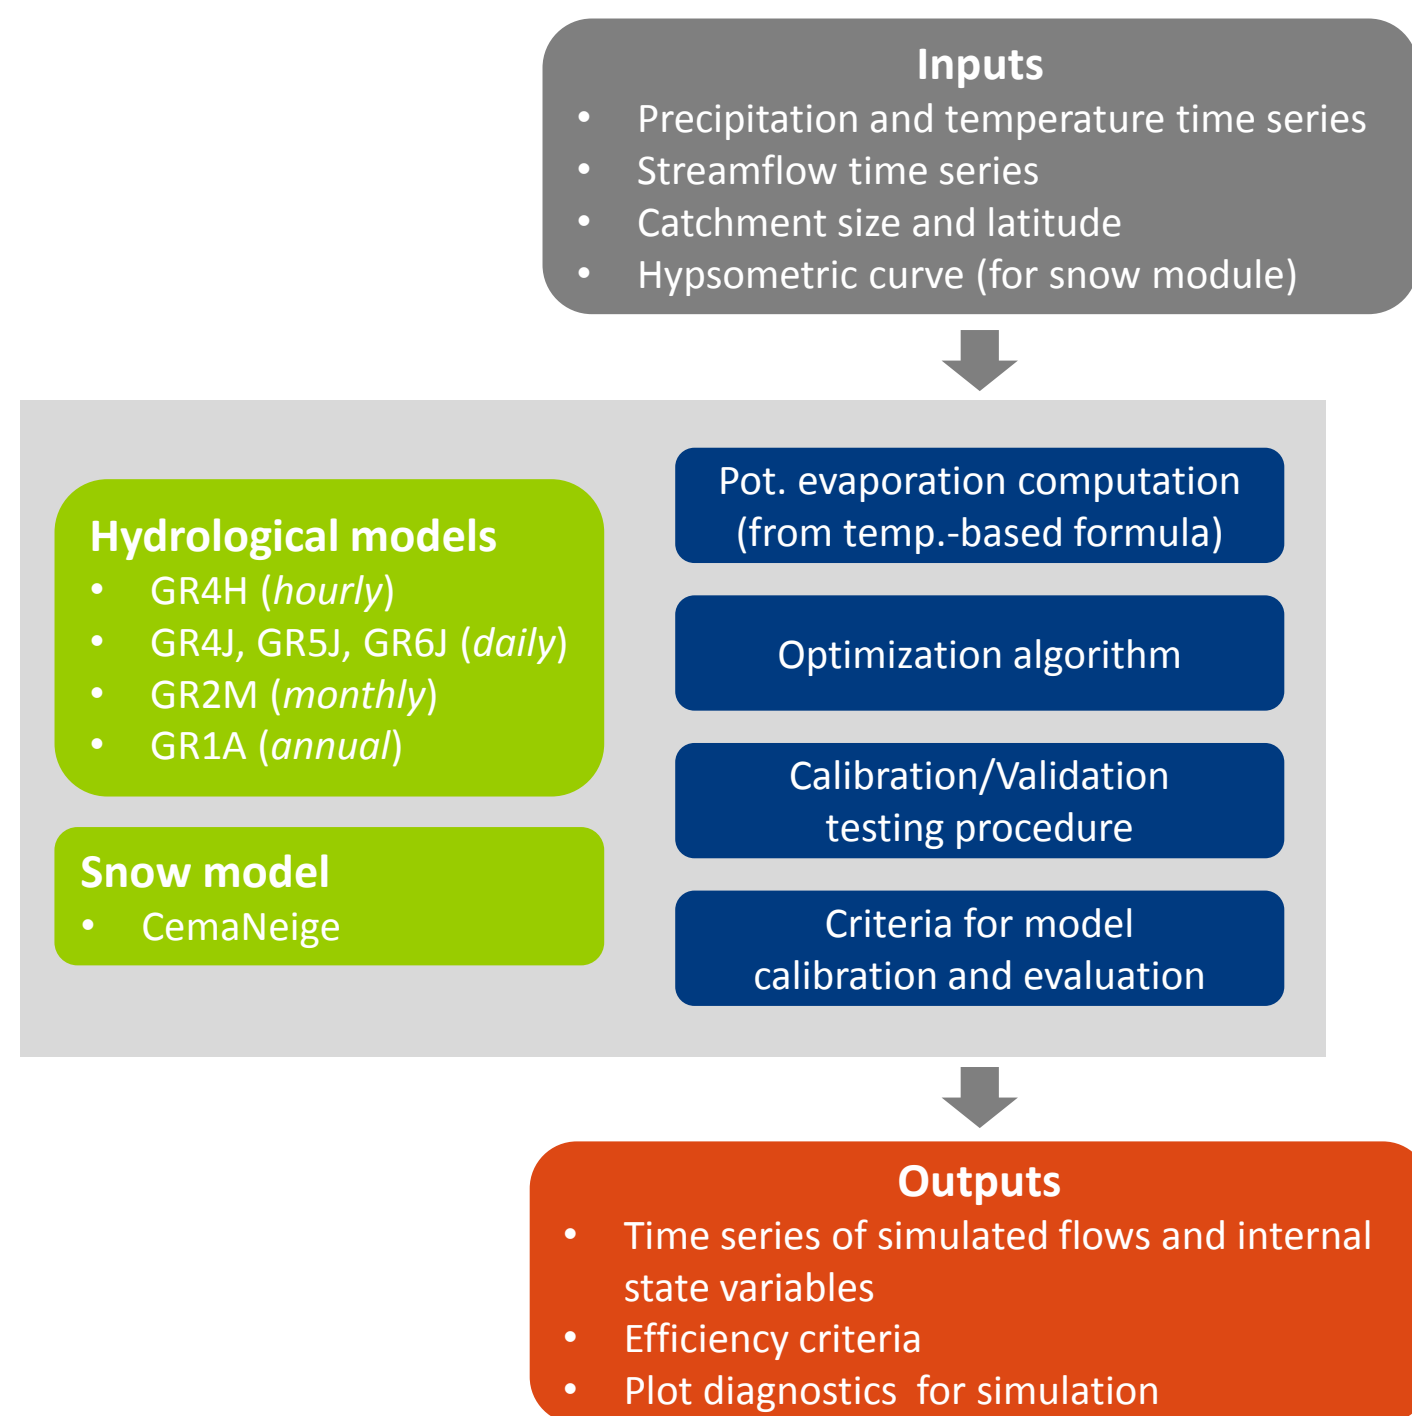 Inputs
• Precipitation and temperature time series
• Streamflow time series
• Catchment size and latitude
• Hypsometric curve (for snow module)
Hydrological models
• GR4H (hourly)
• GR4J, GR5J, GR6J (daily)
• GR2M (monthly)
• GR1A (annual)
Snow model
• CemaNeige
Pot. evaporation computation
(from temp.-based formula)
Optimization algorithm
Calibration/Validation
testing procedure
Criteria for model
calibration and evaluation
Outputs
• Time series of simulated flows and internal
state variables
• Efficiency criteria
• Plot diagnostics for simulation